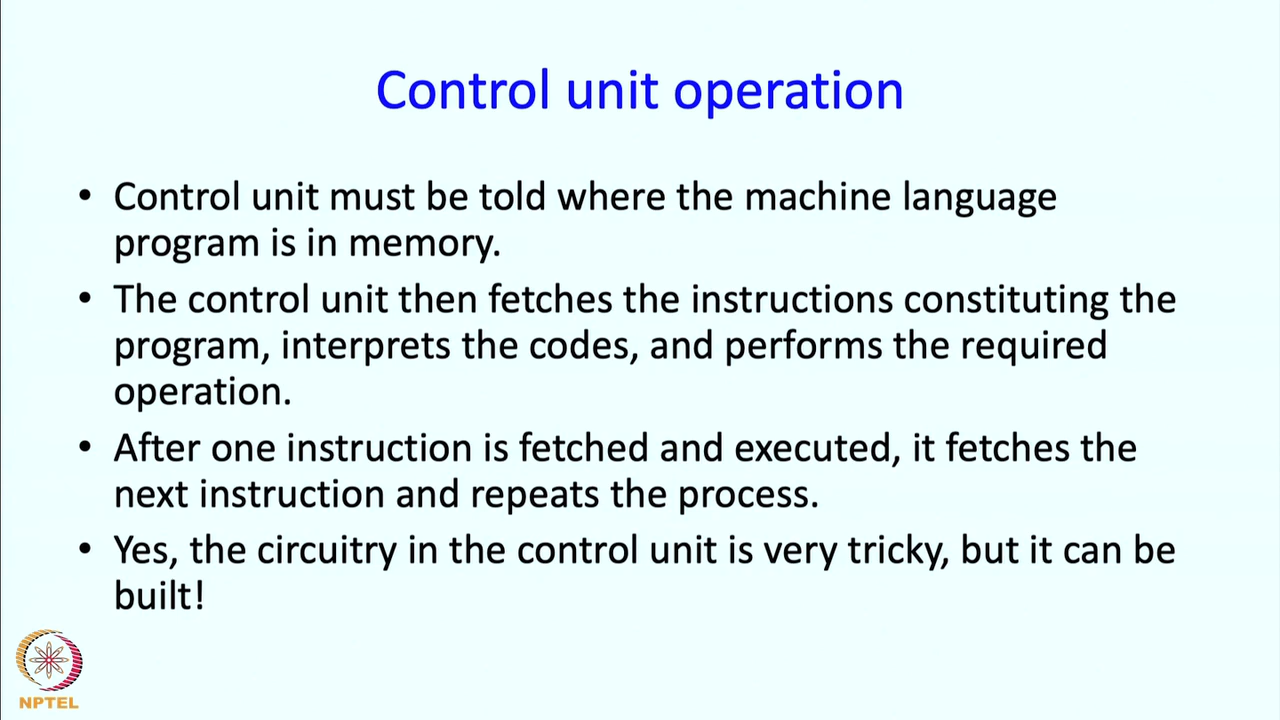 Control unit operation
• Control unit must be told where the machine language
program is in memory.
• The control unit then fetches the instructions constituting the
program, interprets the codes, and performs the required
operation.
• After one instruction is fetched and executed, it fetches the
next instruction and repeats the process.
• Yes, the circuitry in the control unit is very tricky, but it can be
built!
NPTEL